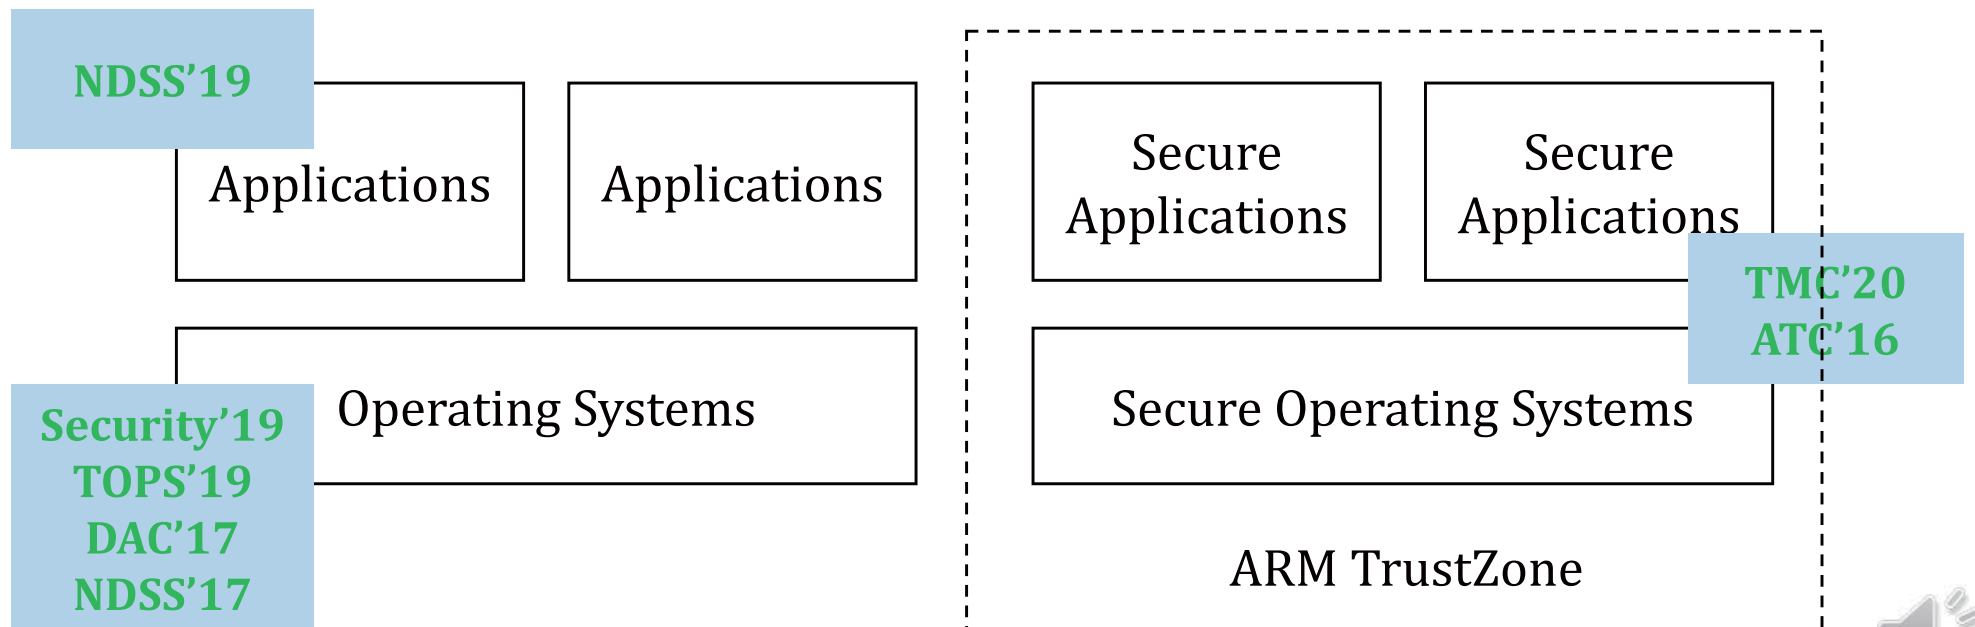 NDSS’19
Applications
Applications
Secure
Applications
Secure
Applications
TMC’20
ATC’16
Operating Systems
Security’19
TOPS’19
DAC’17
NDSS’17
Secure Operating Systems
ARM TrustZone